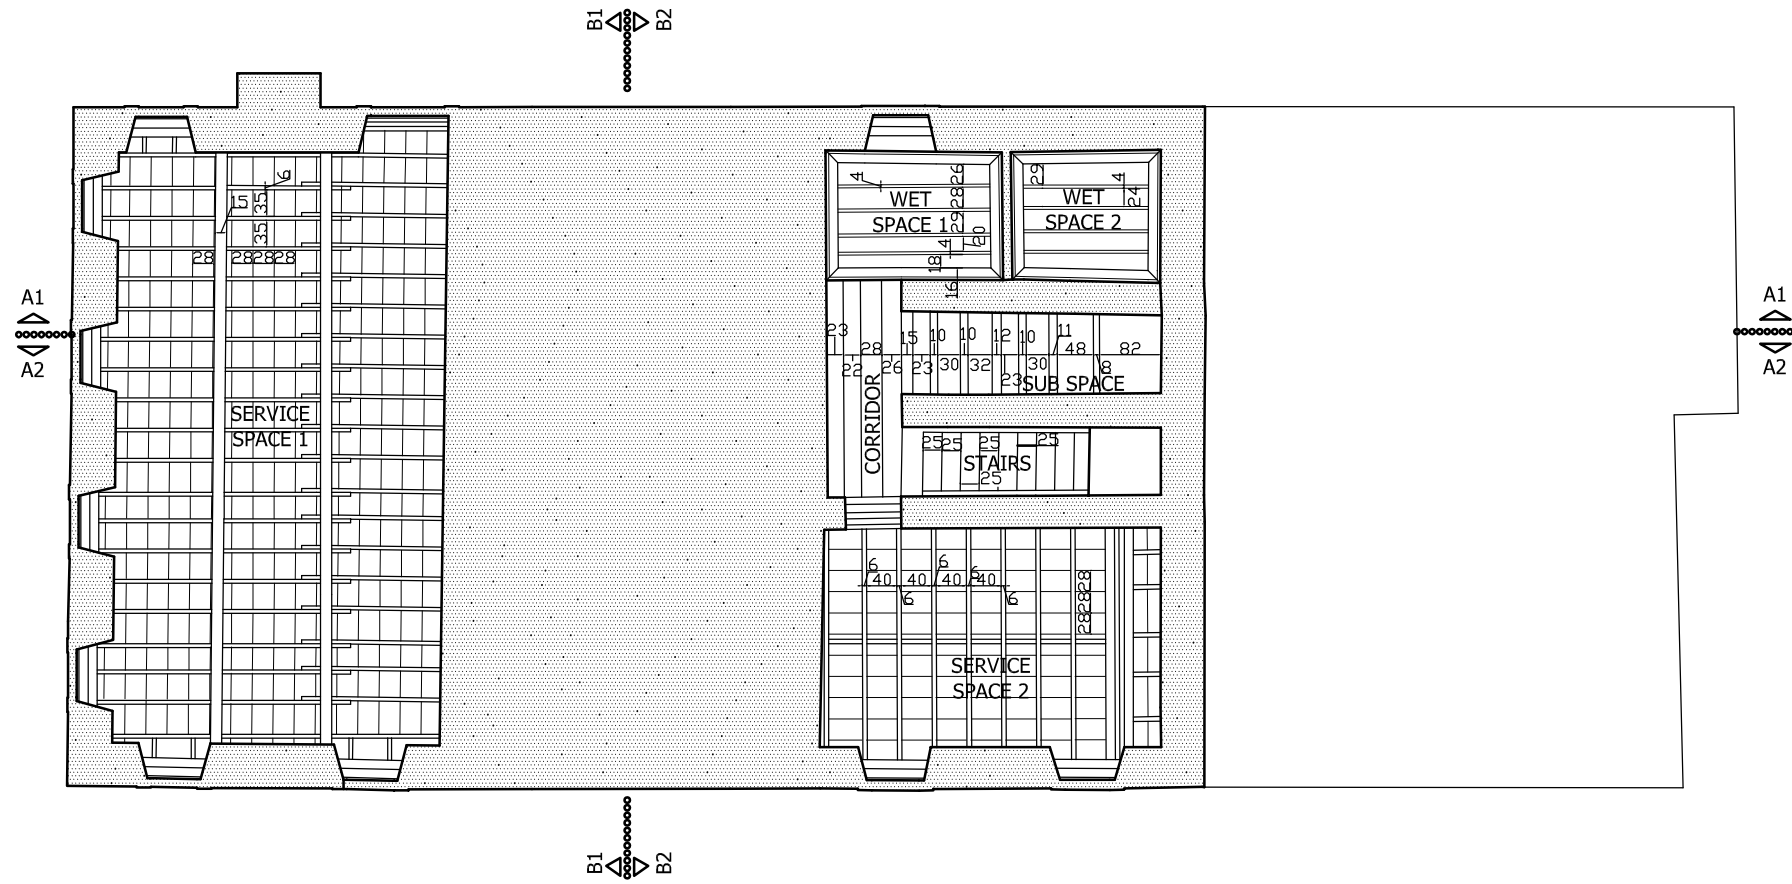 B1 B2
6
15
35
35
28 28 28 28
SERVICE
SPACE 1
A1
A2
4
26
28
29
4
20
18
16
WET
SPACE 1
29
4
24
WET
SPACE 2
23
28
15 10 10 12 10 11 48 82
22 26 23 30 32 23 30 8
SUB SPACE
CORRIDOR
25 25 25 25
STAIRS
25
6 6 6
40 40 40 40
6 6
28 28 28
SERVICE
SPACE 2
A1
A2
B1 B2